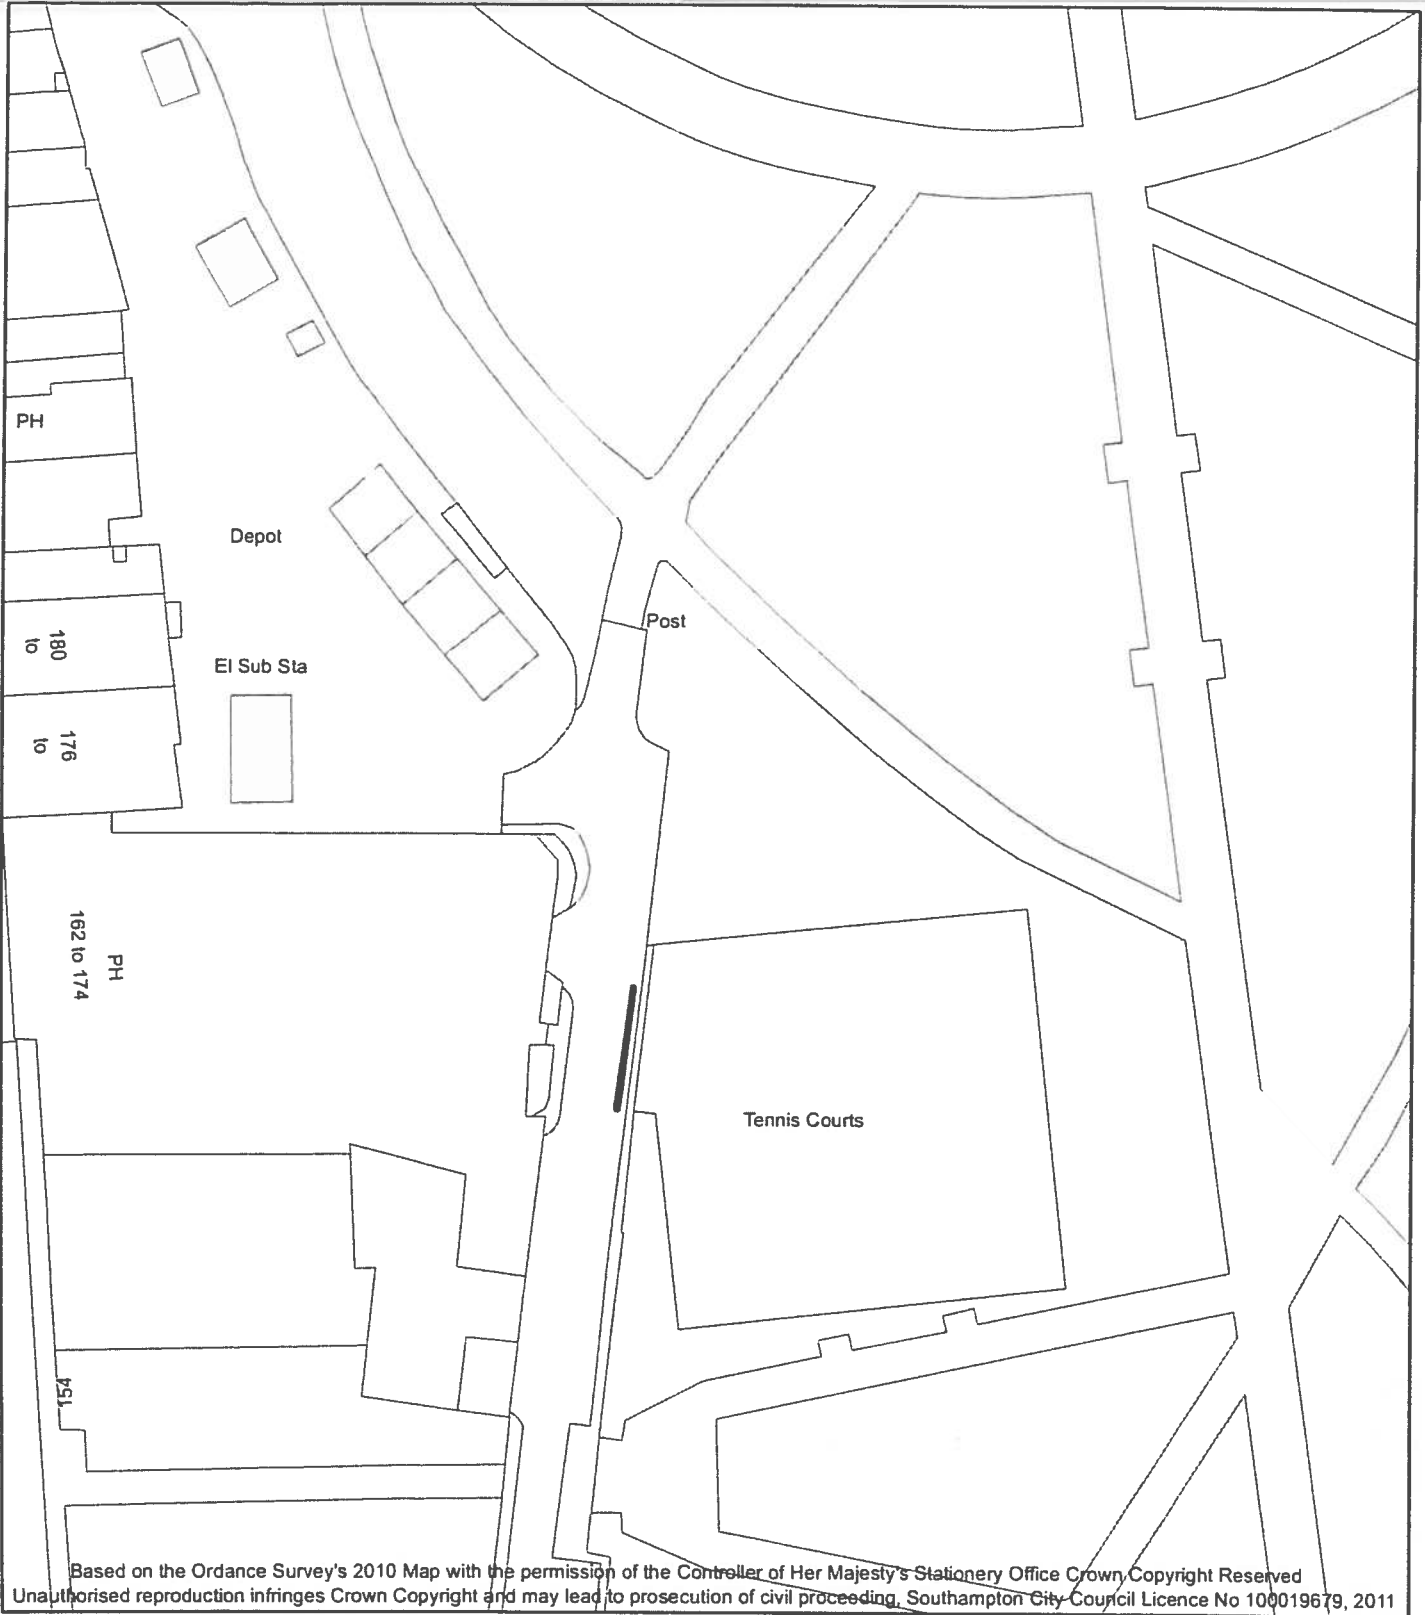 PH
Depot
Post
180
to
El Sub Sta
176
to
PH
162 to 174
Tennis Courts
154
Based on the Ordance Survey's 2010 Map with the permission of the Controller of Her Majesty's Stationery Office Crown Copyright Reserved
Unauthorised reproduction infringes Crown Copyright and may lead to prosecution of civil proceeding, Southampton City Council Licence No 100019679, 2011